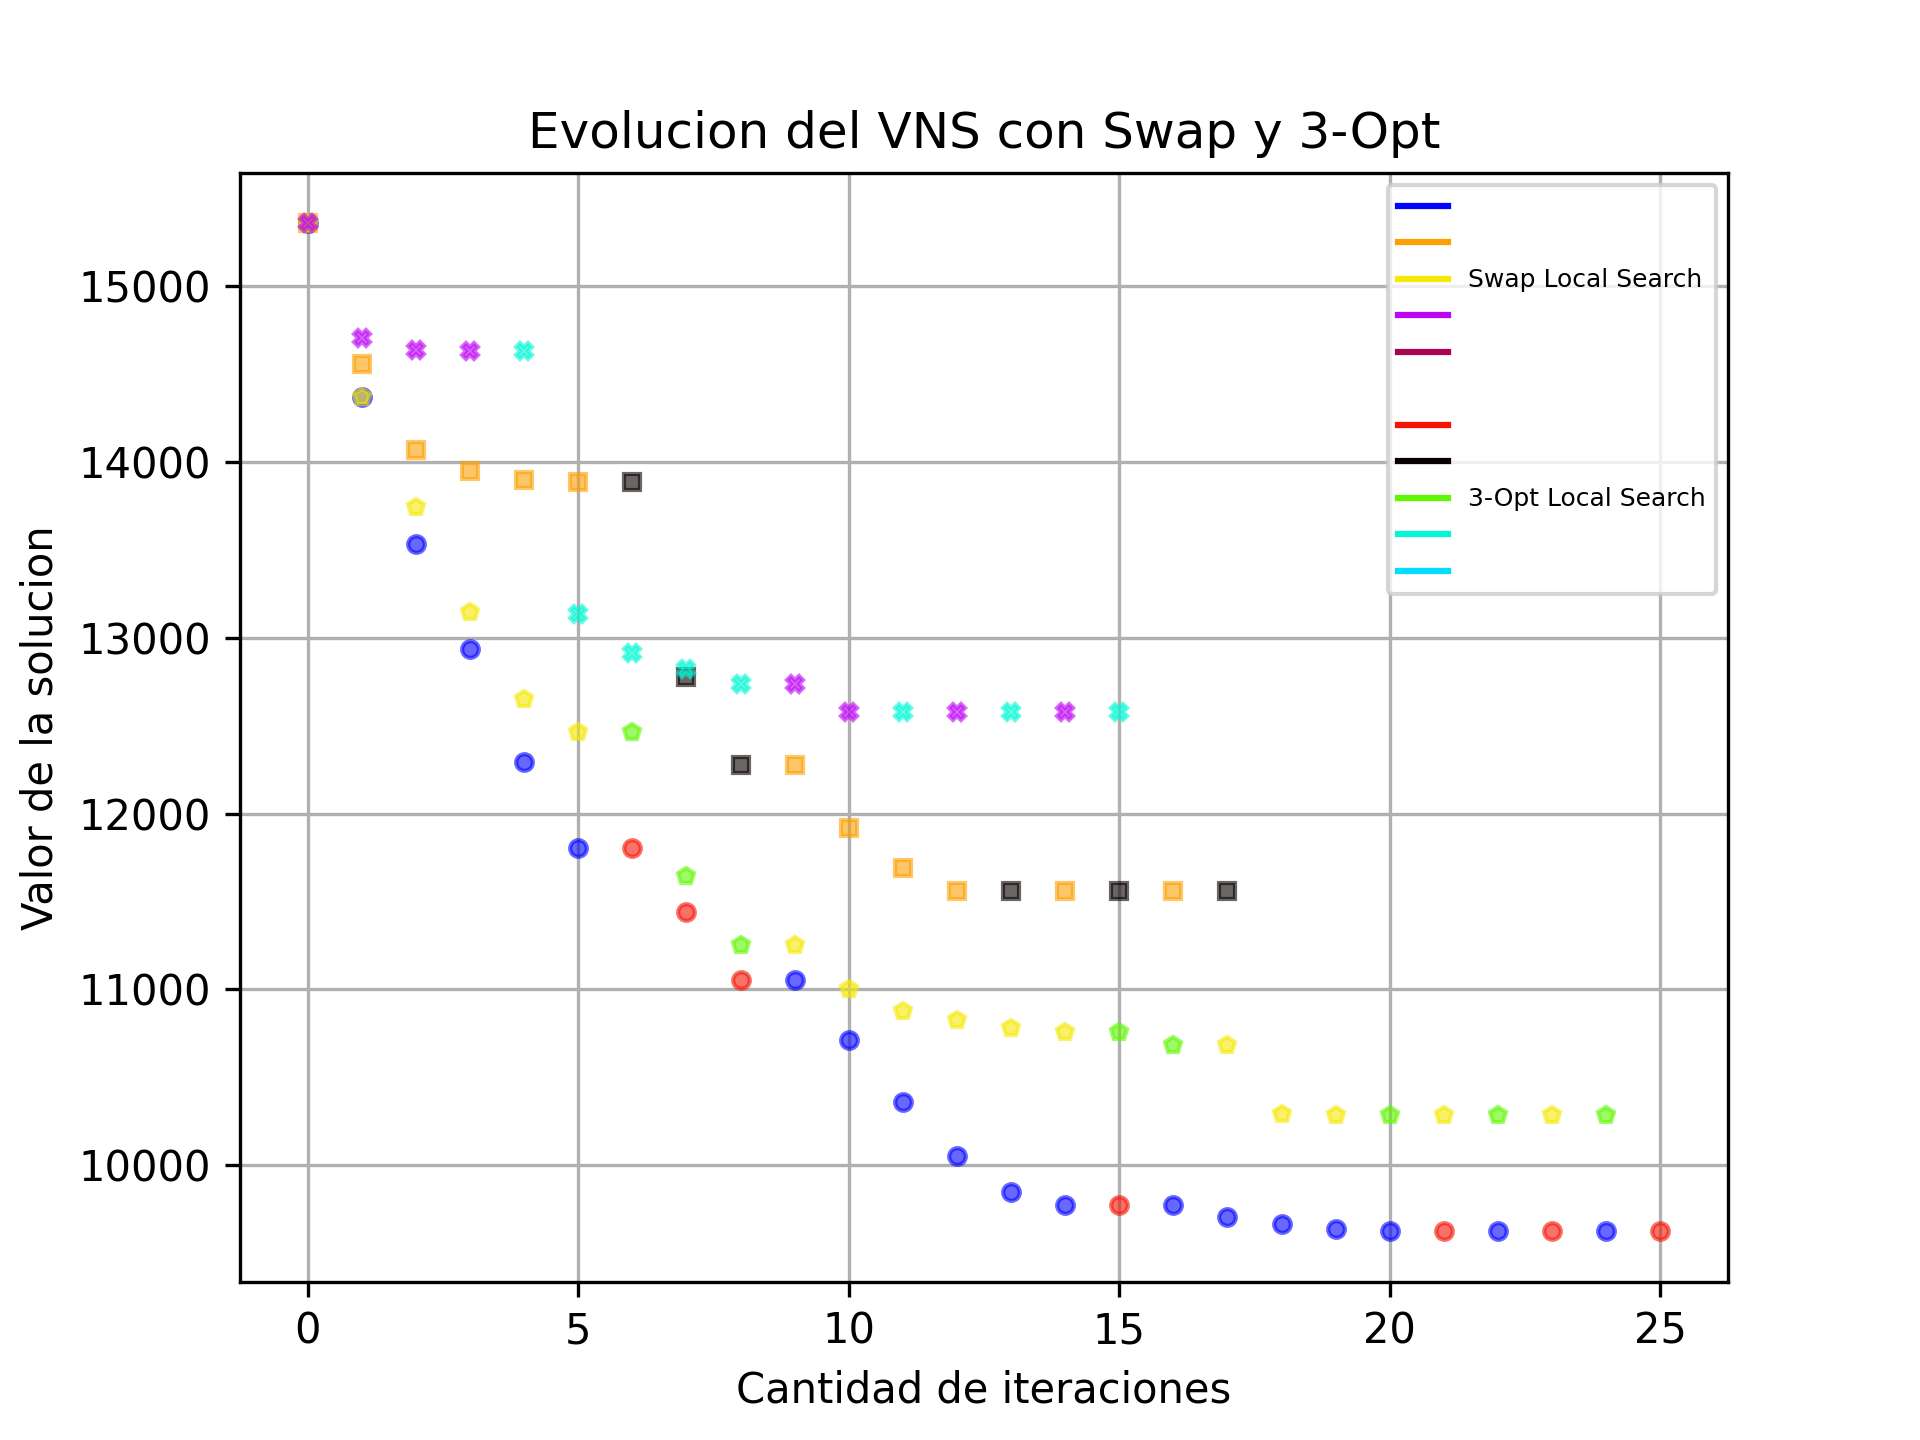 Evolucion del VNS con Swap y 3-Opt
Swap Local Search
3-Opt Local Search
Valor de la solucion
15000
14000
13000
12000
11000
10000
0 5 10 15 20 25
Cantidad de iteraciones